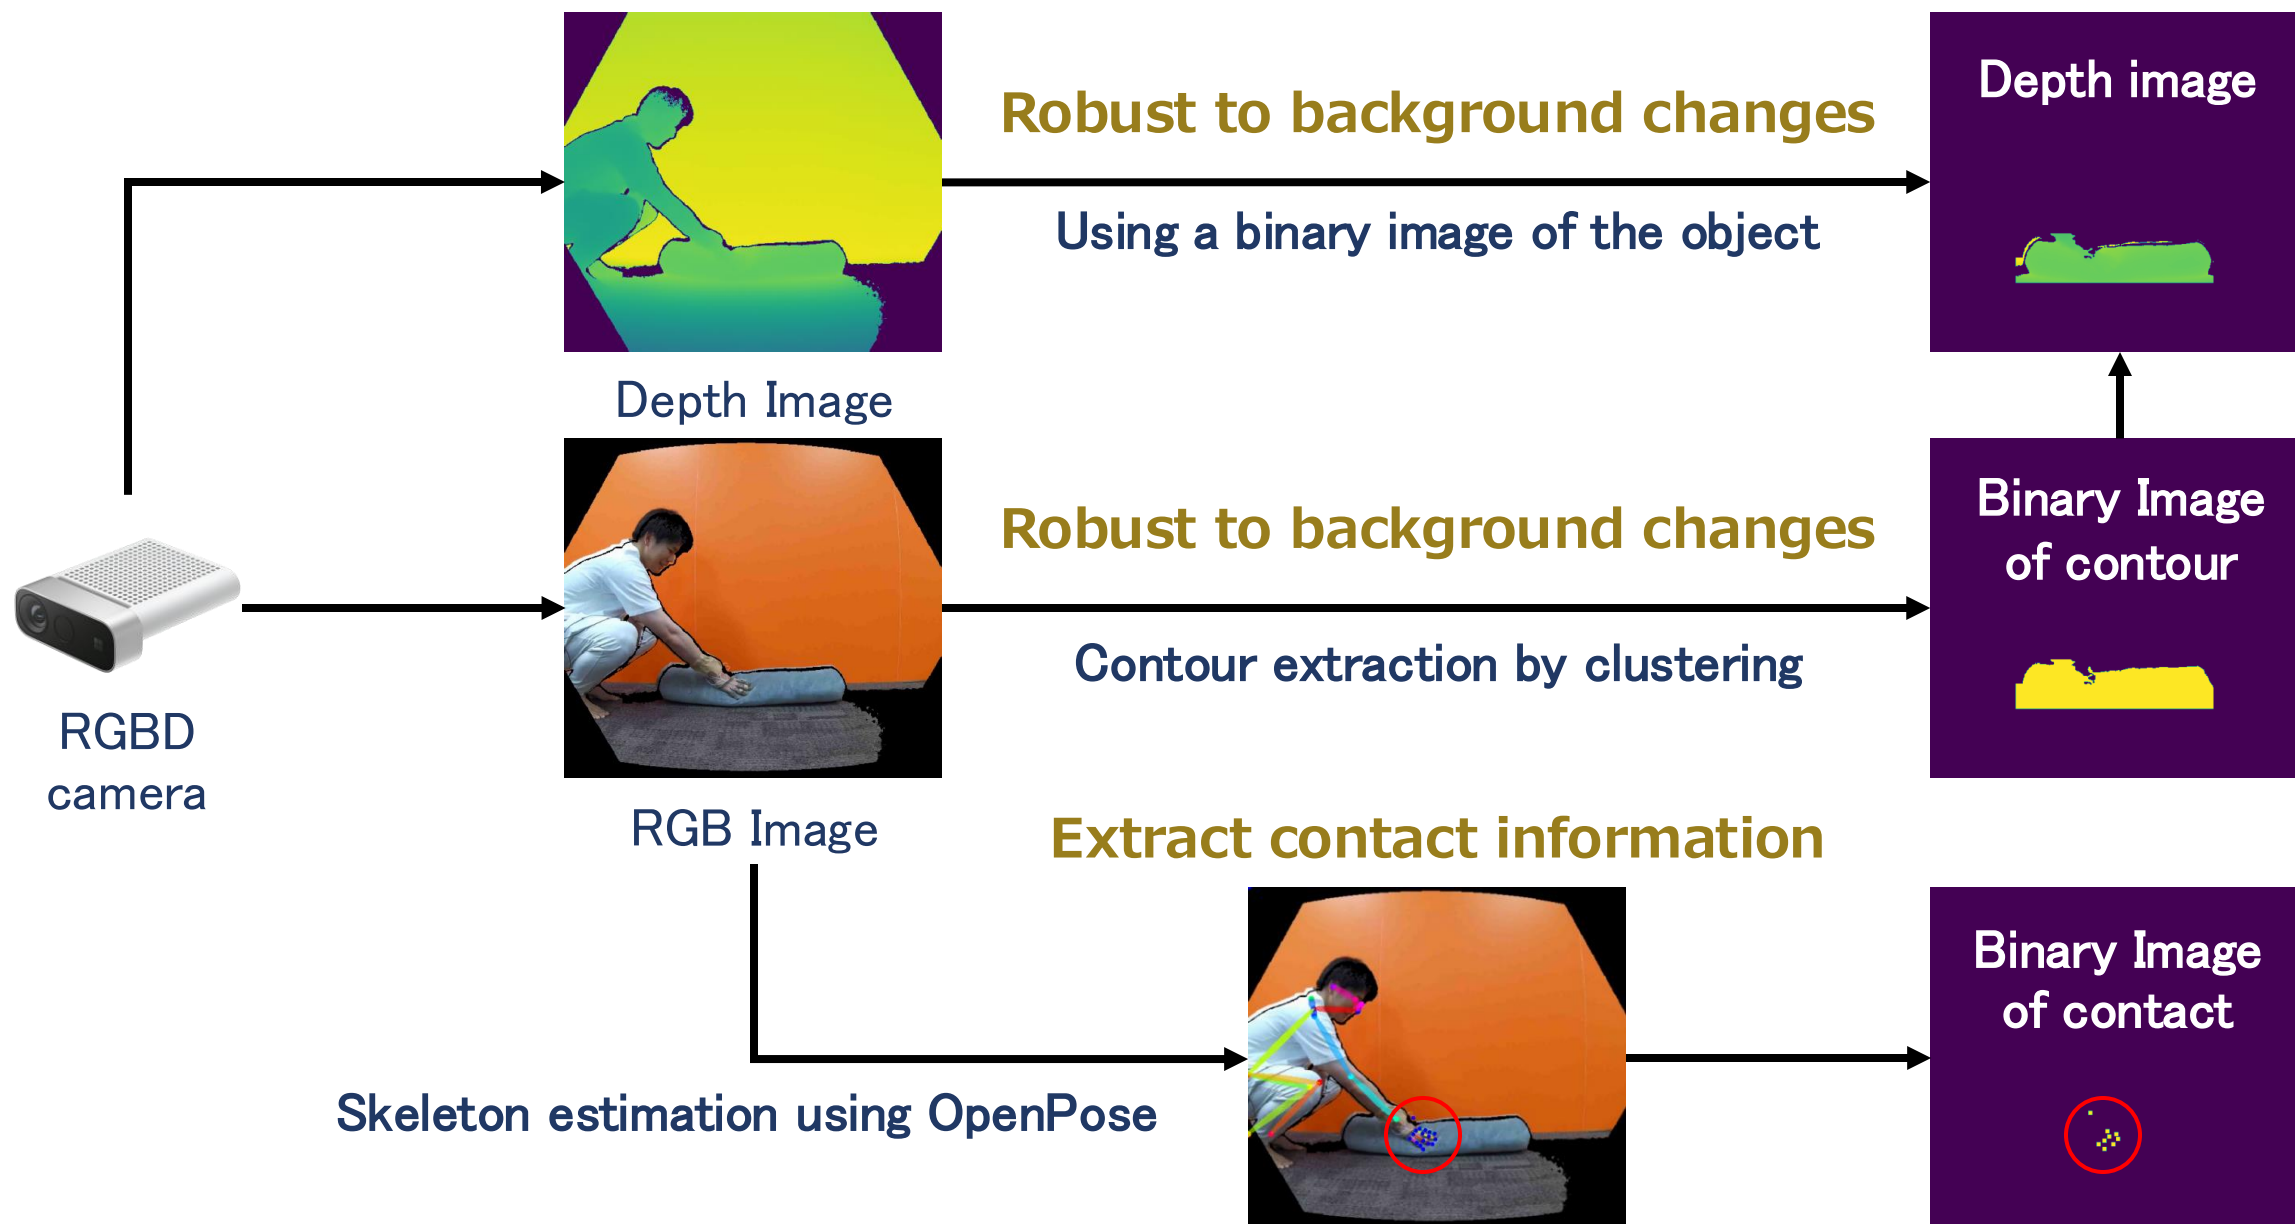 Depth image
Robust to background changes
Using a binary image of the object
Depth Image
Robust to background changes
Binary Image
of contour
Contour extraction by clustering
RGBD
camera
RGB Image
Extract contact information
Binary Image
of contact
Skeleton estimation using OpenPose